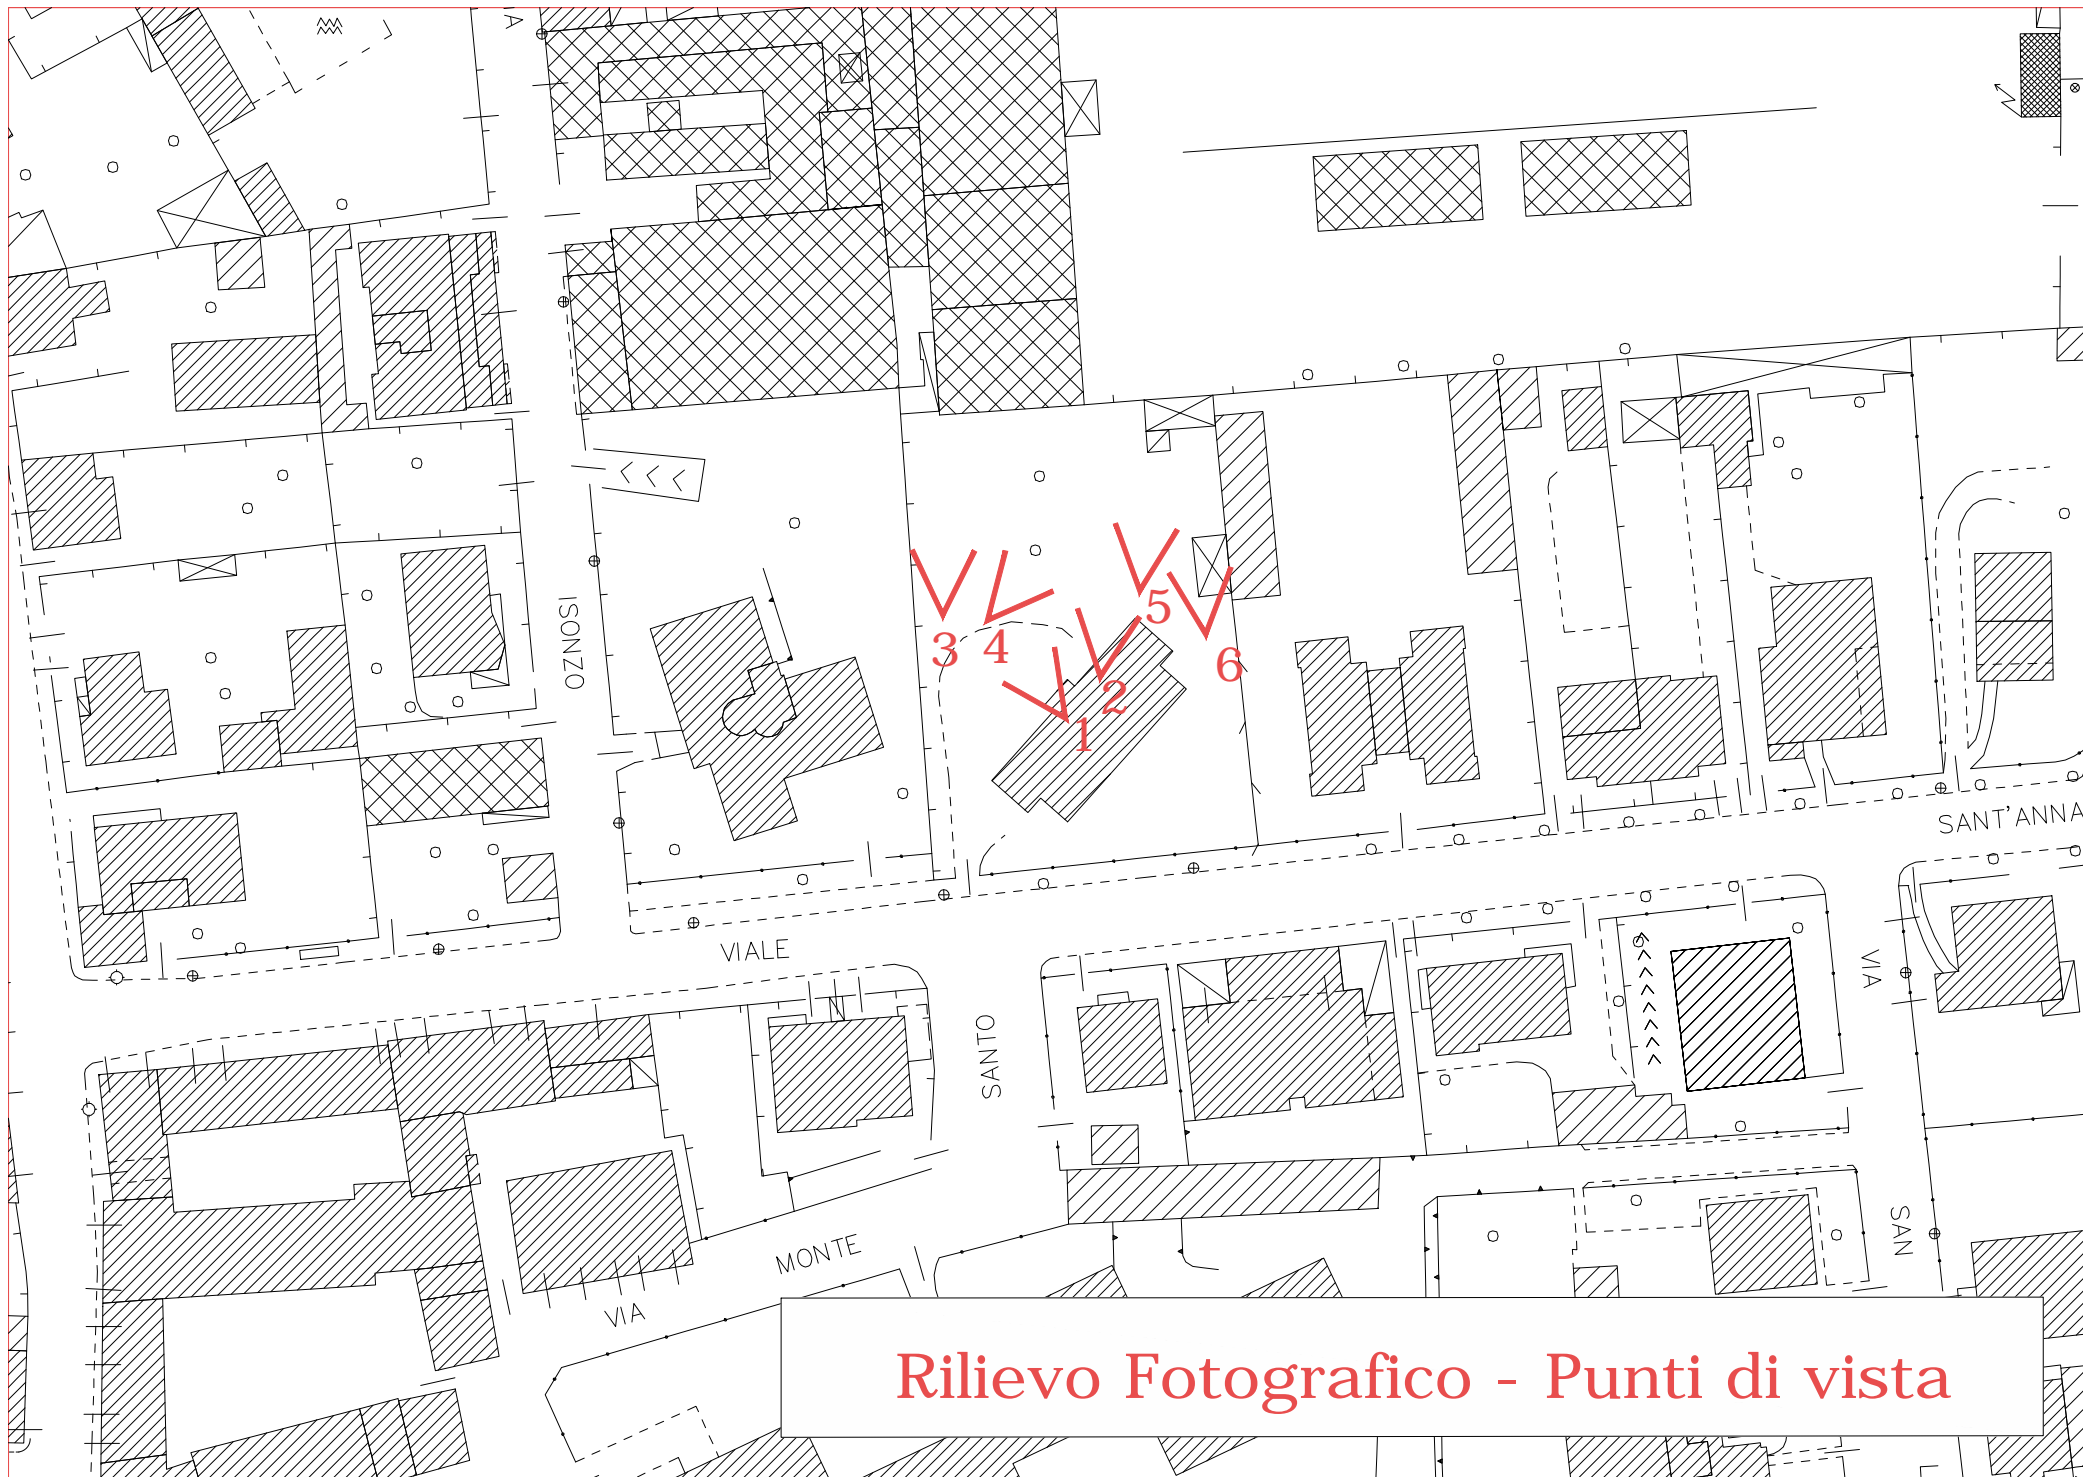 A
ISONZO
5
3
4
6
2
1
SANT'ANNA
VIALE
VIA
SANTO
SAN
MONTE
VIA
Rilievo Fotografico - Punti di vista